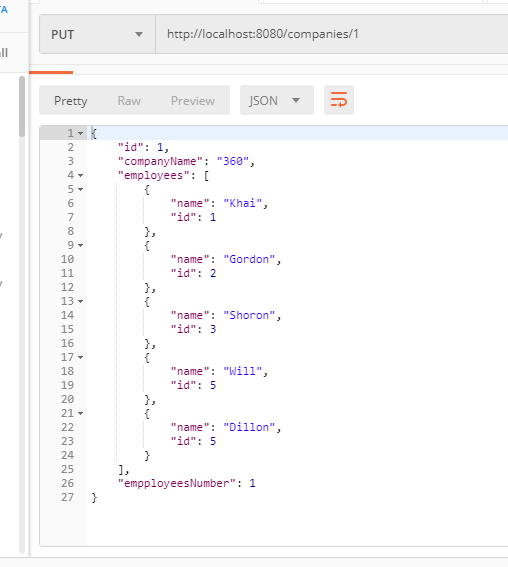 TA
PUT http://localhost:8080/companies/1
ll
Pretty Raw Preview JSON
1 {
2 "id": 1,
3 "companyName": "360",
4 "employees": [
5 {
6 "name": "Khai",
7 "id": 1
8 },
9 {
10 "name": "Gordon",
11 "id": 2
12 },
13 {
14 "name": "Shoron",
15 "id": 3
16 },
17 {
18 "name": "Will",
19 "id": 5
20 },
21 {
22 "name": "Dillon",
23 "id": 5
24 }
25 ],
26 "empployeesNumber": 1
27 }